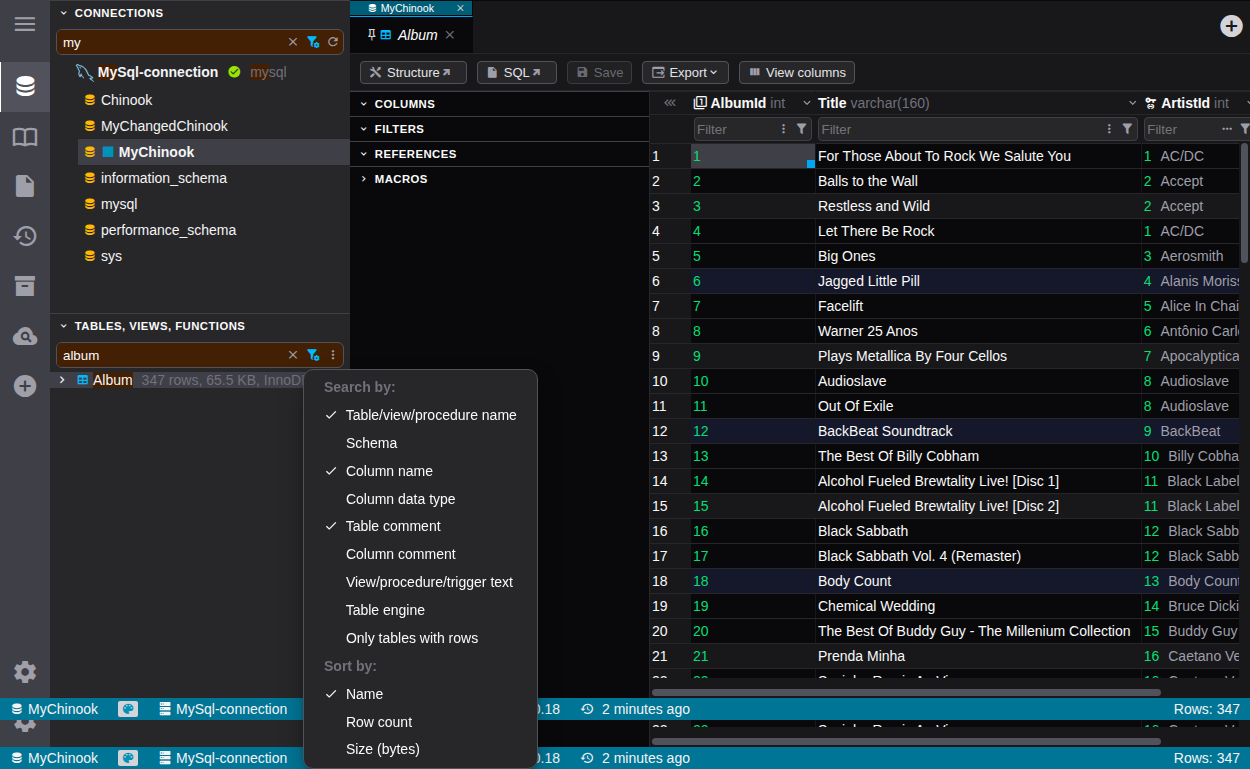 CONNECTIONS
my
MySql-connection mysql
Chinook
MyChangedChinook
MyChinook
information_schema
mysql
performance_schema
sys
TABLES, VIEWS, FUNCTIONS
album
Album 347 rows, 65.5 KB,
Search by:
Table/view/procedure name
Schema
Column name
Column data type
Table comment
Column comment
View/procedure/trigger text
Table engine
Only tables with rows
Sort by:
Name
Row count
Size (bytes)
MyChinook
Album
Structure SQL Save Export View columns
COLUMNS
FILTERS
REFERENCES
MACROS
AlbumId int Title varchar(160) ArtistId int
Filter Filter Filter
1 1 For Those About To Rock We Salute You 1 AC/DC
2 2 Balls to the Wall 2 Accept
3 3 Restless and Wild 2 Accept
4 4 Let There Be Rock 1 AC/DC
5 5 Big Ones 3 Aerosmith
6 6 Jagged Little Pill 4 Alanis Moriss
7 7 Facelift 5 Alice In Chai
8 8 Warner 25 Anos 6 Antônio Carl
9 9 Plays Metallica By Four Cellos 7 Apocalyptica
10 10 Audioslave 8 Audioslave
11 11 Out Of Exile 8 Audioslave
12 12 BackBeat Soundtrack 9 BackBeat
13 13 The Best Of Billy Cobham 10 Billy Cobha
14 14 Alcohol Fueled Brewtality Live! [Disc 1] 11 Black Label
15 15 Alcohol Fueled Brewtality Live! [Disc 2] 11 Black Label
16 16 Black Sabbath 12 Black Sabb
17 17 Black Sabbath Vol. 4 (Remaster) 12 Black Sabb
18 18 Body Count 13 Body Count
19 19 Chemical Wedding 14 Bruce Dicki
20 20 The Best Of Buddy Guy - The Millenium Collection 15 Buddy Guy
21 21 Prenda Minha 16 Caetano Ve
MyChinook MySql-connection 0.18 2 minutes ago Rows: 347
MyChinook MySql-connection 0.18 2 minutes ago Rows: 347